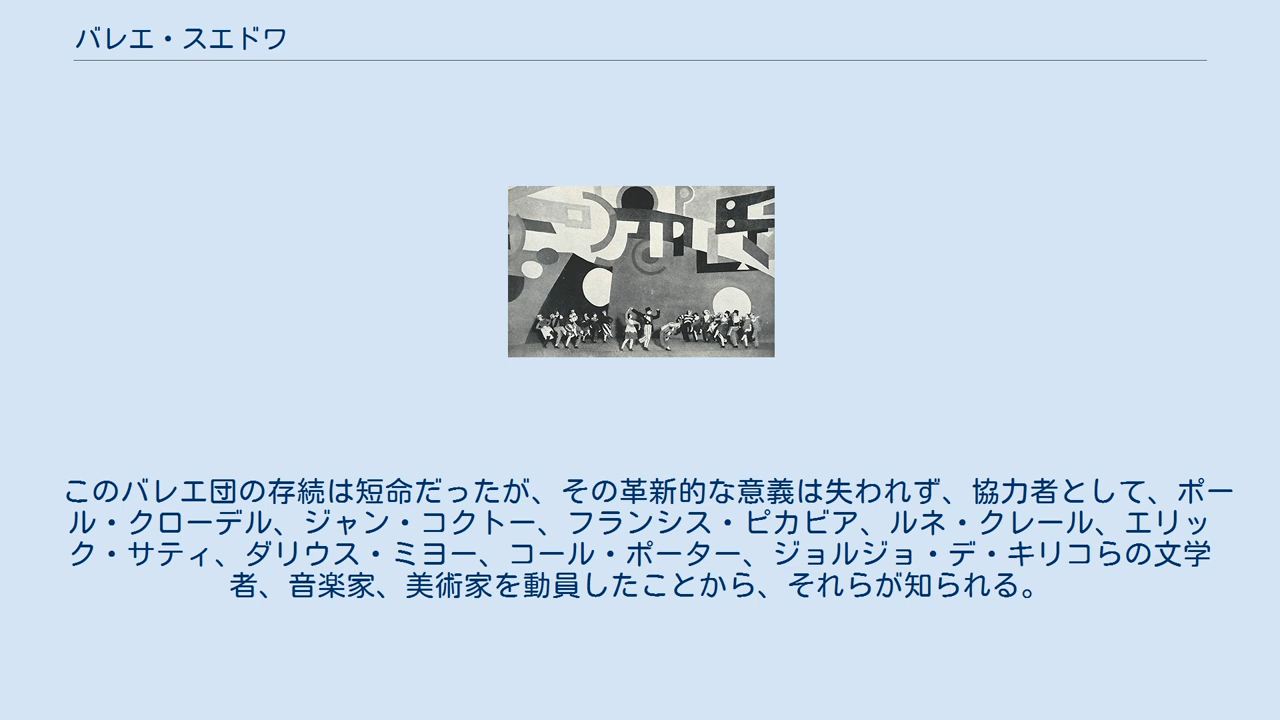 バレエ・スエドワ
このバレエ団の存続は短命だったが、その革新的な意義は失われず、協力者として、ポー
ル・クローデル、ジャン・コクトー、フランシス・ピカビア、ルネ・クレール、エリッ
ク・サティ、ダリウス・ミヨー、コール・ポーター、ジョルジョ・デ・キリコらの文学
者、音楽家、美術家を動員したことから、それらが知られる。